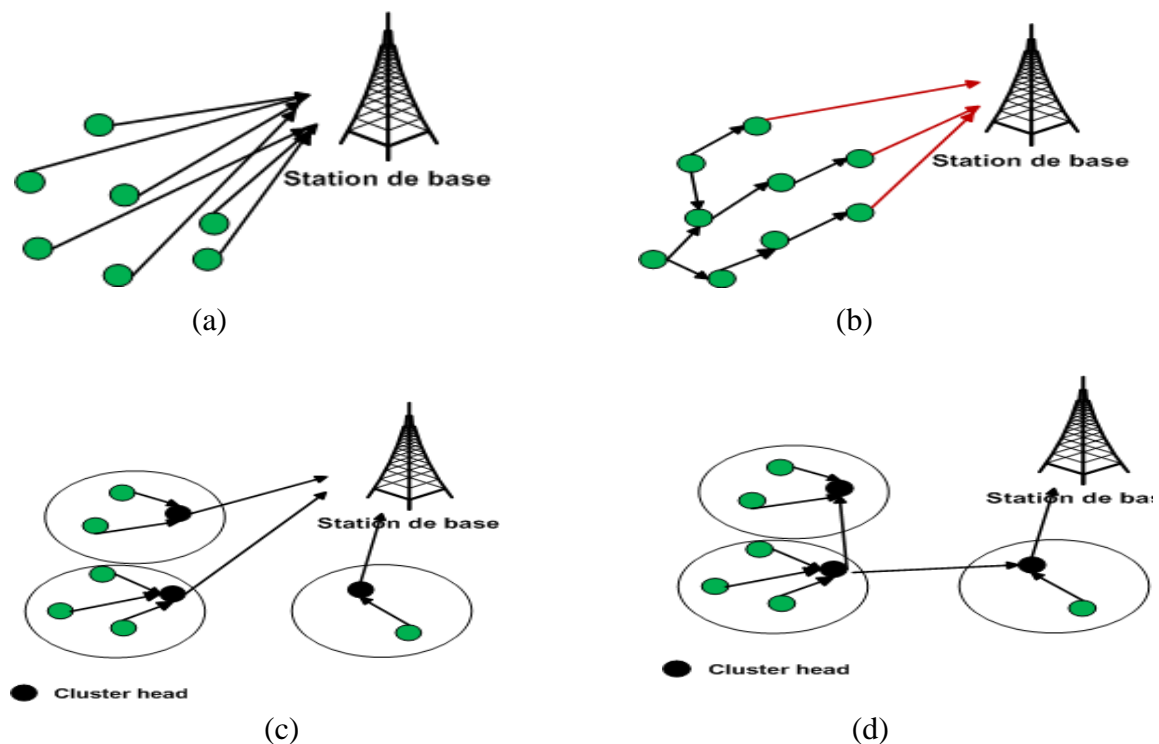 Station de base
(a)
Station de base
(b)
Station de base
Cluster head
(c)
Station de bas
Cluster head
(d)